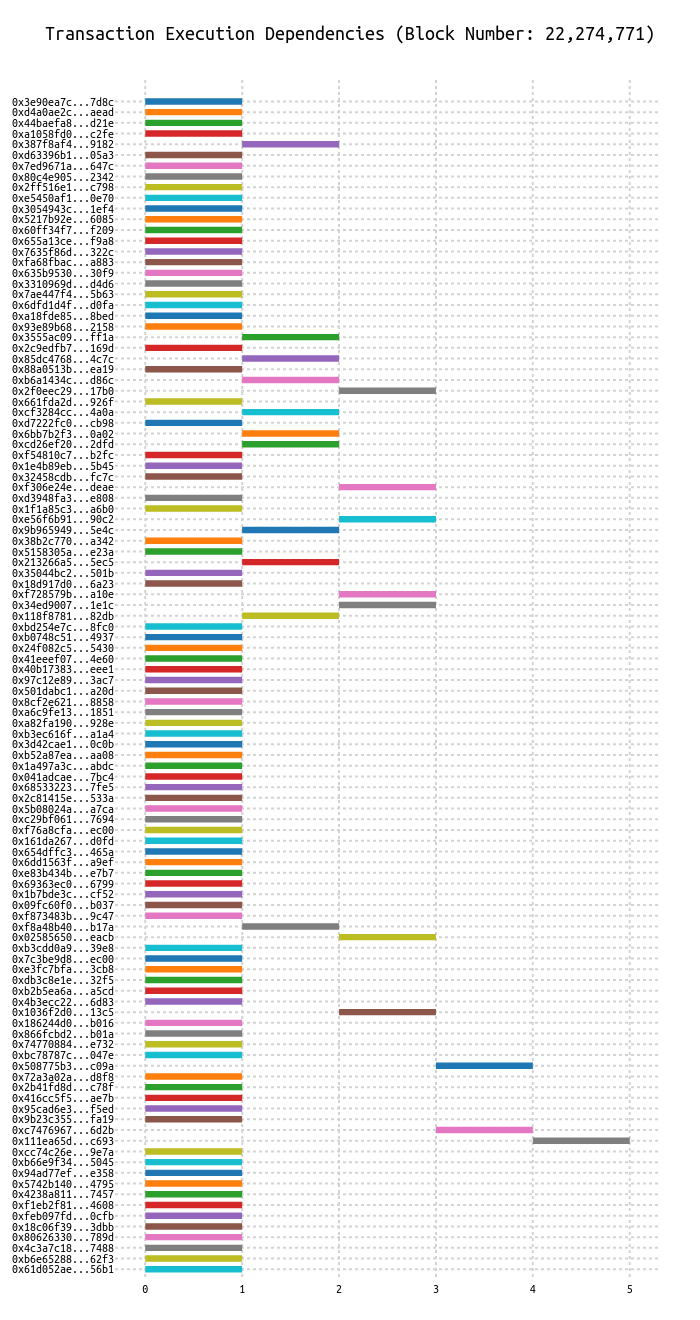 Transaction Execution Dependencies (Block Number: 22,274,771)
0x3e90ea7c...7d8c
0xd4a0ae2c...aead
0x44baefa8...d21e
0xa1058fd0...c2fe
0x387f8af4...9182
0xd63396b1...05a3
0x7ed9671a...647c
0x80c4e905...2342
0x2ff516e1...c798
0xe5450af1...0e70
0x3054943c...1ef4
0x5217b92e...6085
0x60ff34f7...f209
0x655a13ce...f9a8
0x7635f86d...322c
0xfa68fbac...a883
0x635b9530...30f9
0x3310969d...d4d6
0x7ae447f4...5b63
0x6dfd1d4f...d0fa
0xa18fde85...8bed
0x93e89b68...2158
0x3555ac09...ff1a
0x2c9edfb7...169d
0x85dc4768...4c7c
0x88a0513b...ea19
0xb6a1434c...d86c
0x2f0eec29...17b0
0x661fda2d...926f
0xcf3284cc...4a0a
0xd7222fc0...cb98
0x6bb7b2f3...0a02
0xcd26ef20...2dfd
0xf54810c7...b2fc
0x1e4b89eb...5b45
0x32458cdb...fc7c
0xf306e24e...deae
0xd3948fa3...e808
0x1f1a85c3...a6b0
0xe56f6b91...90c2
0x9b965949...5e4c
0x38b2c770...a342
0x5158305a...e23a
0x213266a5...5ec5
0x35044bc2...501b
0x18d917d0...6a23
0xf728579b...a10e
0x34ed9007...1e1c
0x118f8781...82db
0xbd254e7c...8fc0
0xb0748c51...4937
0x24f082c5...5430
0x41eeef07...4e60
0x40b17383...eee1
0x97c12e89...3ac7
0x501dabc1...a20d
0x8cf2e621...8858
0xa6c9fe13...1851
0xa82fa190...928e
0xb3ec616f...a1a4
0x3d42cae1...0c0b
0xb52a87ea...aa08
0x1a497a3c...abdc
0x041adcae...7bc4
0x68533223...7fe5
0x2c81415e...533a
0x5b08024a...a7ca
0xc29bf061...7694
0xf76a8cfa...ec00
0x161da267...d0fd
0x654dffc3...465a
0x6dd1563f...a9ef
0xe83b434b...e7b7
0x69363ec0...6799
0x1b7bde3c...cf52
0x09fc60f0...b037
0xf873483b...9c47
0xf8a48b40...b17a
0x02585650...eacb
0xb3cdd0a9...39e8
0x7c3be9d8...ec00
0xe3fc7bfa...3cb8
0xdb3c8e1e...32f5
0xb2b5ea6a...a5cd
0x4b3ecc22...6d83
0x1036f2d0...13c5
0x186244d0...b016
0x866fcbd2...b01a
0x74770884...e732
0xbc78787c...047e
0x508775b3...c09a
0x72a3a02a...d8f8
0x2b41fd8d...c78f
0x416cc5f5...ae7b
0x95cad6e3...f5ed
0x9b23c355...fa19
0xc7476967...6d2b
0x111ea65d...c693
0xcc74c26e...9e7a
0xb66e9f34...5045
0x94ad77ef...e358
0x5742b140...4795
0x4238a811...7457
0xf1eb2f81...4608
0xfeb097fd...0cfb
0x18c06f39...3dbb
0x80626330...789d
0x4c3a7c18...7488
0xb6e65288...62f3
0x61d052ae...56b1
0 1 2 3 4 5